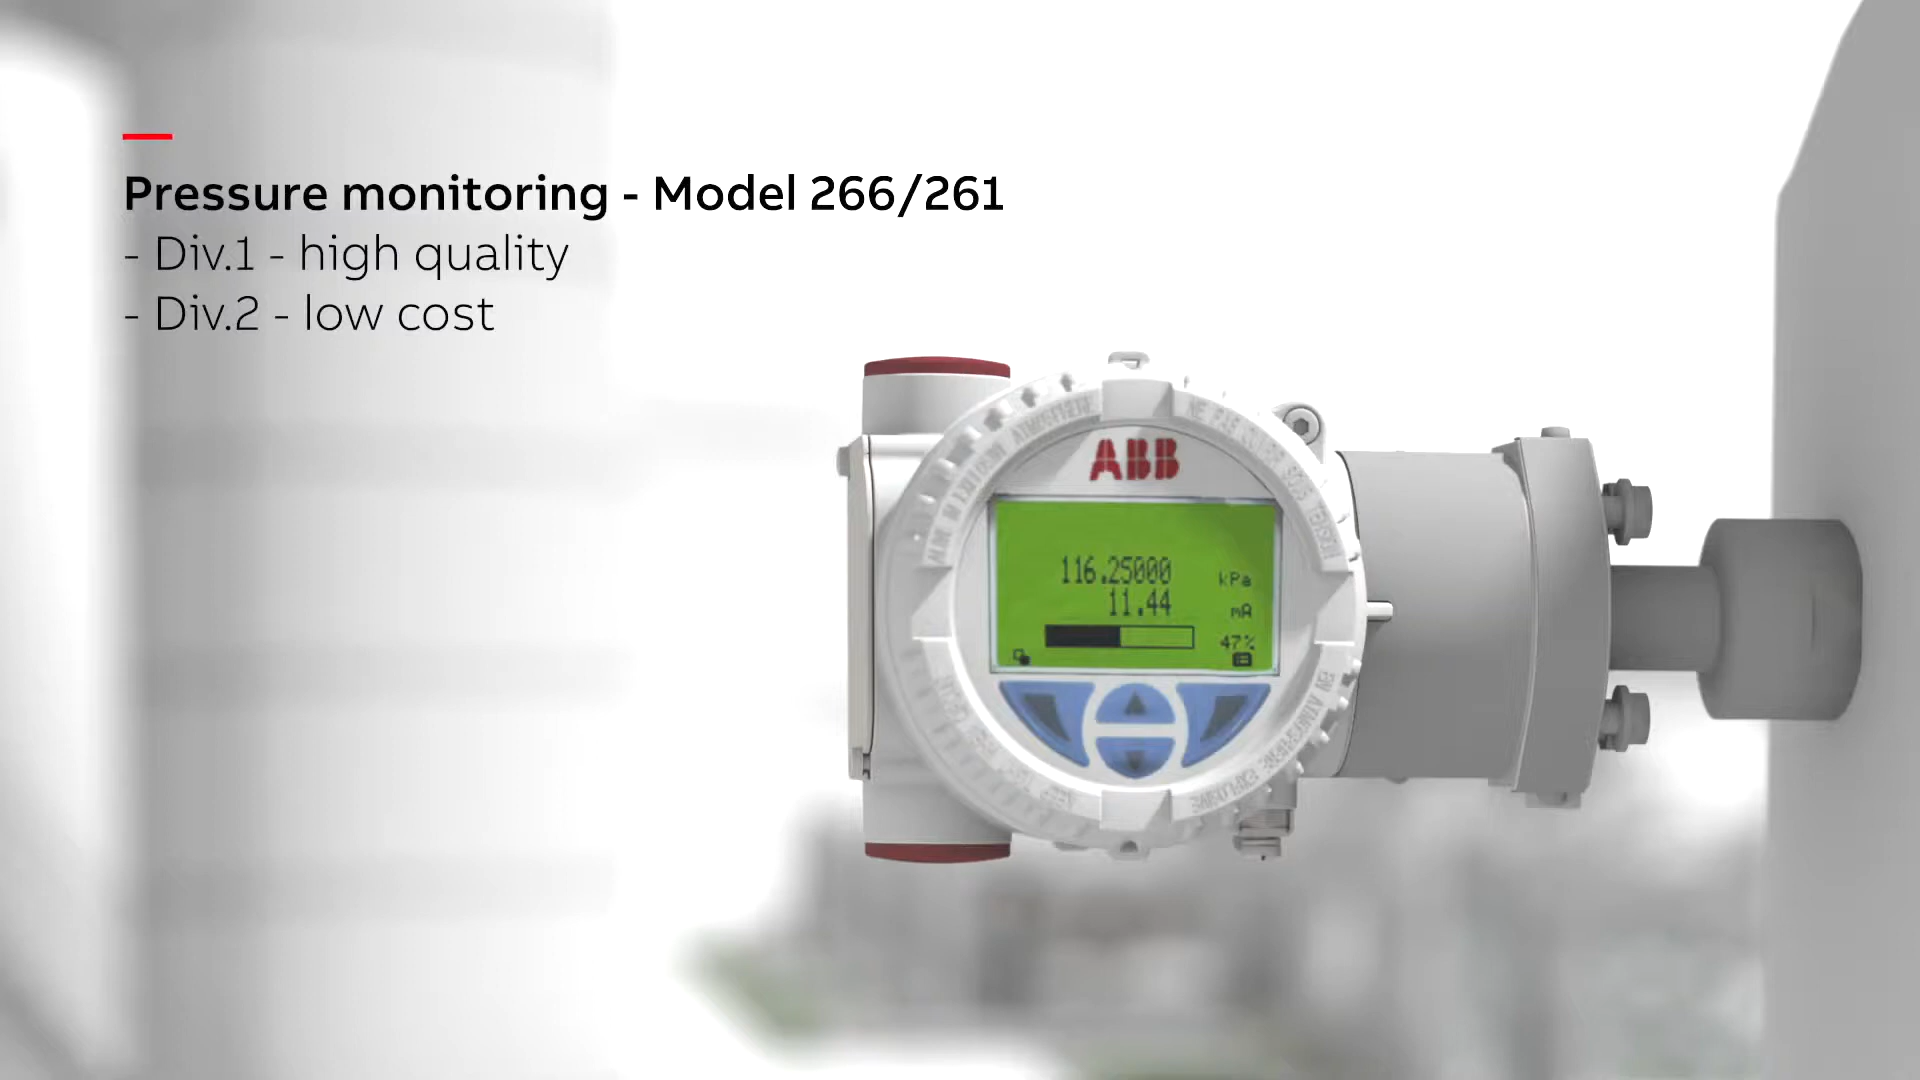 Pressure monitoring - Model 266/261
- Div.1 - high quality
- Div.2 - low cost
ABB
116.25000 kPa
11.44 mA
47%